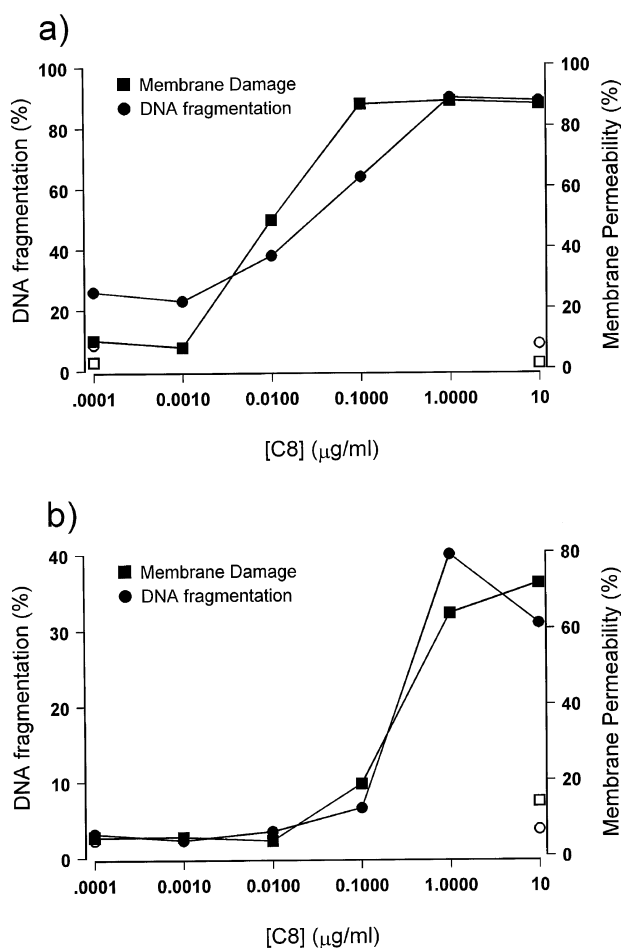 a)
Membrane Damage
DNA fragmentation
DNA fragmentation (%)
100
80
60
40
20
0
Membrane Permeability (%)
100
80
60
40
20
0
.0001 0.0010 0.0100 0.1000 1.0000 10
[C8] (μg/ml)
b)
Membrane Damage
DNA fragmentation
DNA fragmentation (%)
40
30
20
10
0
Membrane Permeability (%)
80
60
40
20
0
.0001 0.0010 0.0100 0.1000 1.0000 10
[C8] (μg/ml)